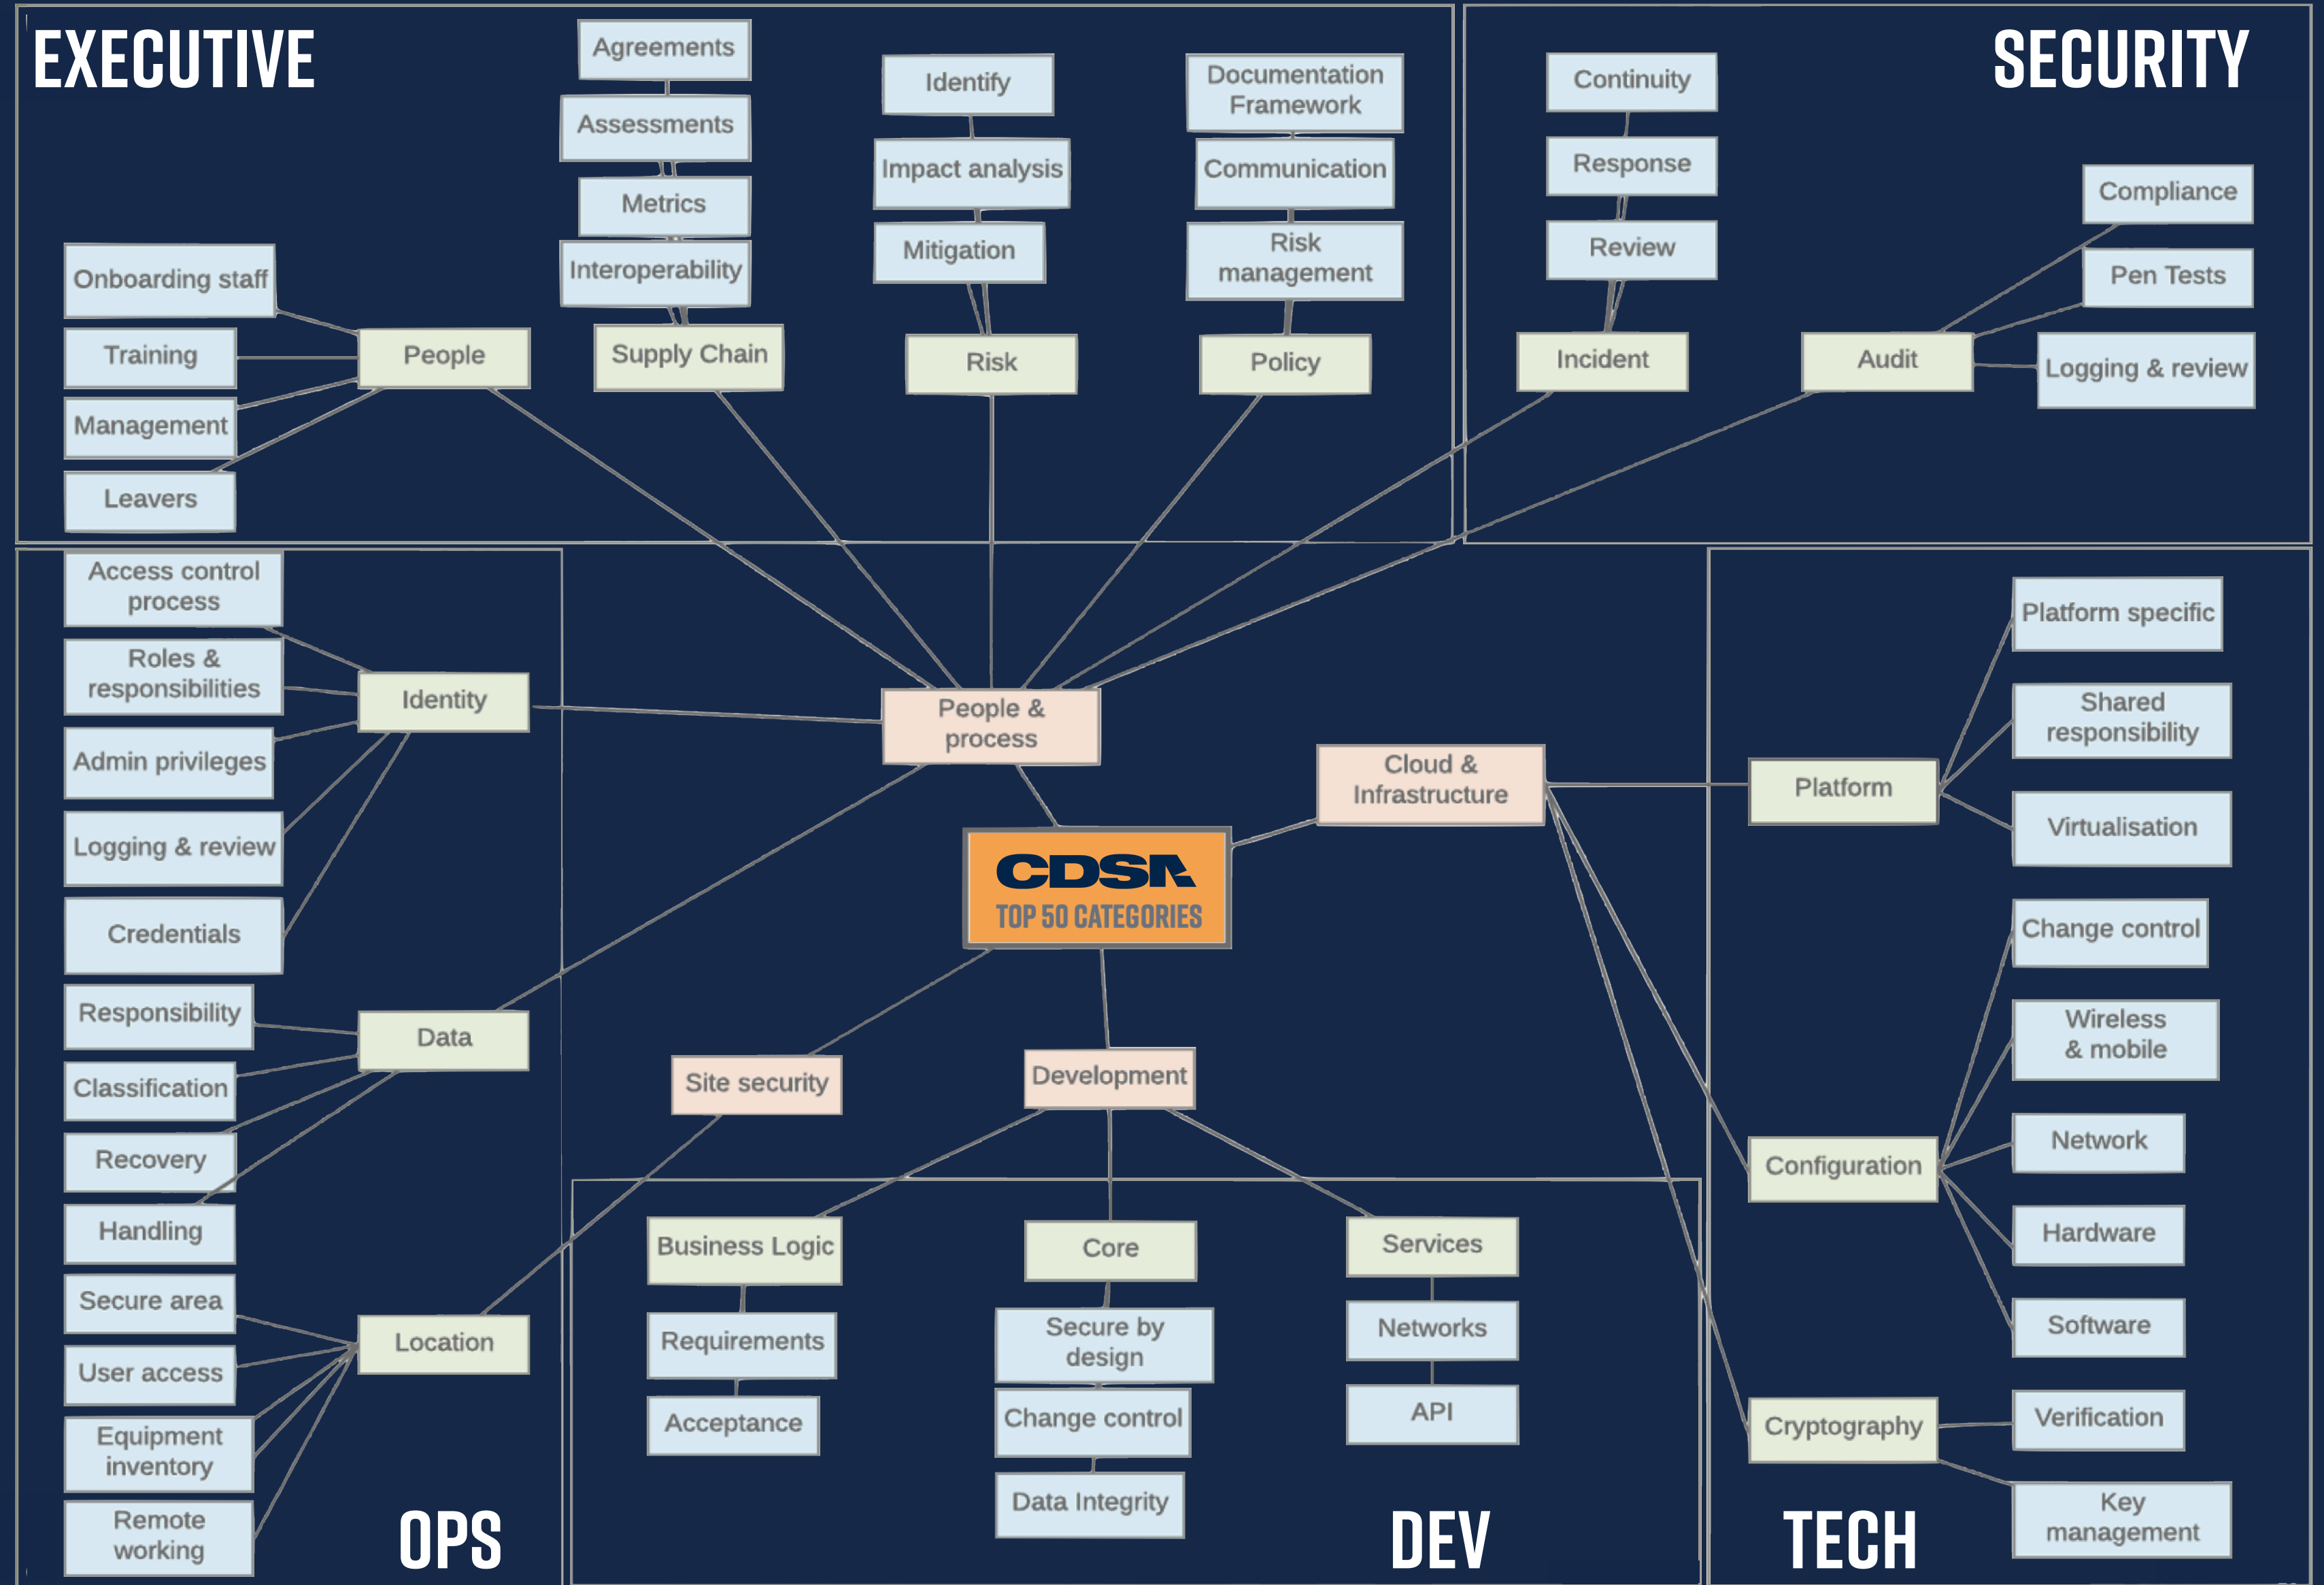 EXECUTIVE
Agreements
Assessments
Metrics
Interoperability
Supply Chain
Identify
Impact analysis
Mitigation
Risk
Documentation
Framework
Communication
Risk
management
Policy
Onboarding staff
Training
Management
Leavers
People
SECURITY
Continuity
Response
Review
Incident
Compliance
Pen Tests
Logging & review
Audit
Access control
process
Roles &
responsibilities
Admin privileges
Logging & review
Credentials
Identity
Responsibility
Classification
Recovery
Handling
Data
Secure area
User access
Equipment
inventory
Remote
working
Location
OPS
People &
process
Cloud &
Infrastructure
CDSA
TOP 50 CATEGORIES
Site security
Development
Business Logic
Requirements
Acceptance
Core
Secure by
design
Change control
Data Integrity
Services
Networks
API
DEV
Platform
Platform specific
Shared
responsibility
Virtualisation
Configuration
Change control
Wireless
& mobile
Network
Hardware
Software
Cryptography
Verification
Key
management
TECH